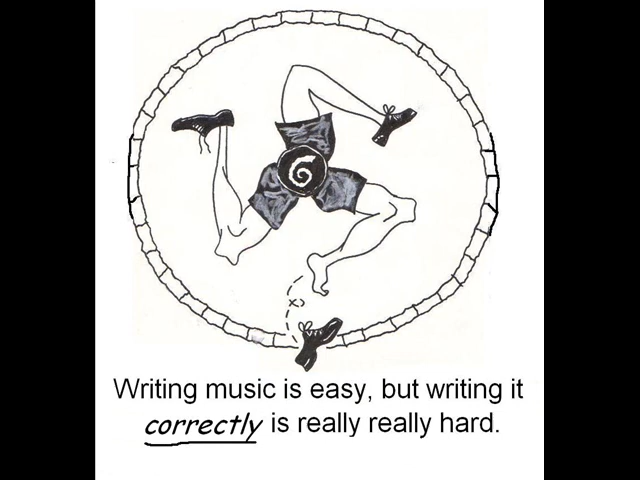 Writing music is easy, but writing it
correctly is really really hard.